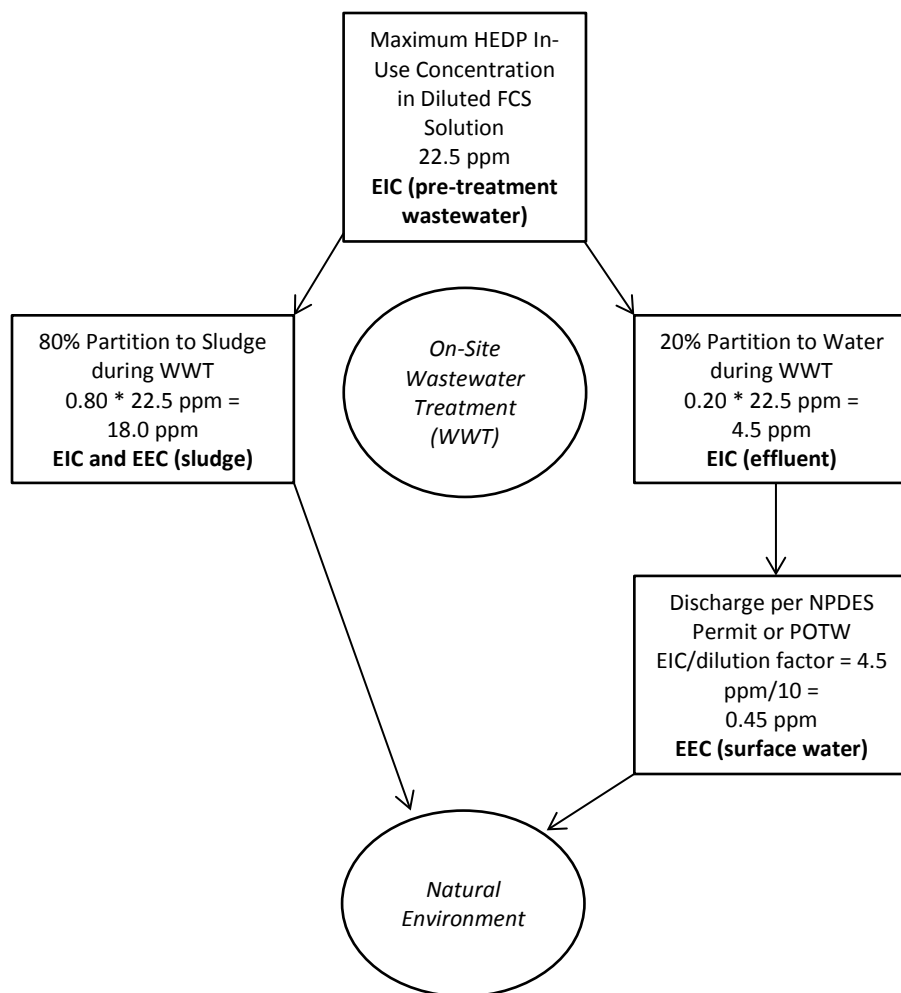 Maximum HEDP In-
Use Concentration
in Diluted FCS
Solution
22.5 ppm
EIC (pre-treatment
wastewater)
80% Partition to Sludge
during WWT
0.80 * 22.5 ppm =
18.0 ppm
EIC and EEC (sludge)
On-Site
Wastewater
Treatment
(WWT)
20% Partition to Water
during WWT
0.20 * 22.5 ppm =
4.5 ppm
EIC (effluent)
Discharge per NPDES
Permit or POTW
EIC/dilution factor = 4.5
ppm/10 =
0.45 ppm
EEC (surface water)
Natural
Environment